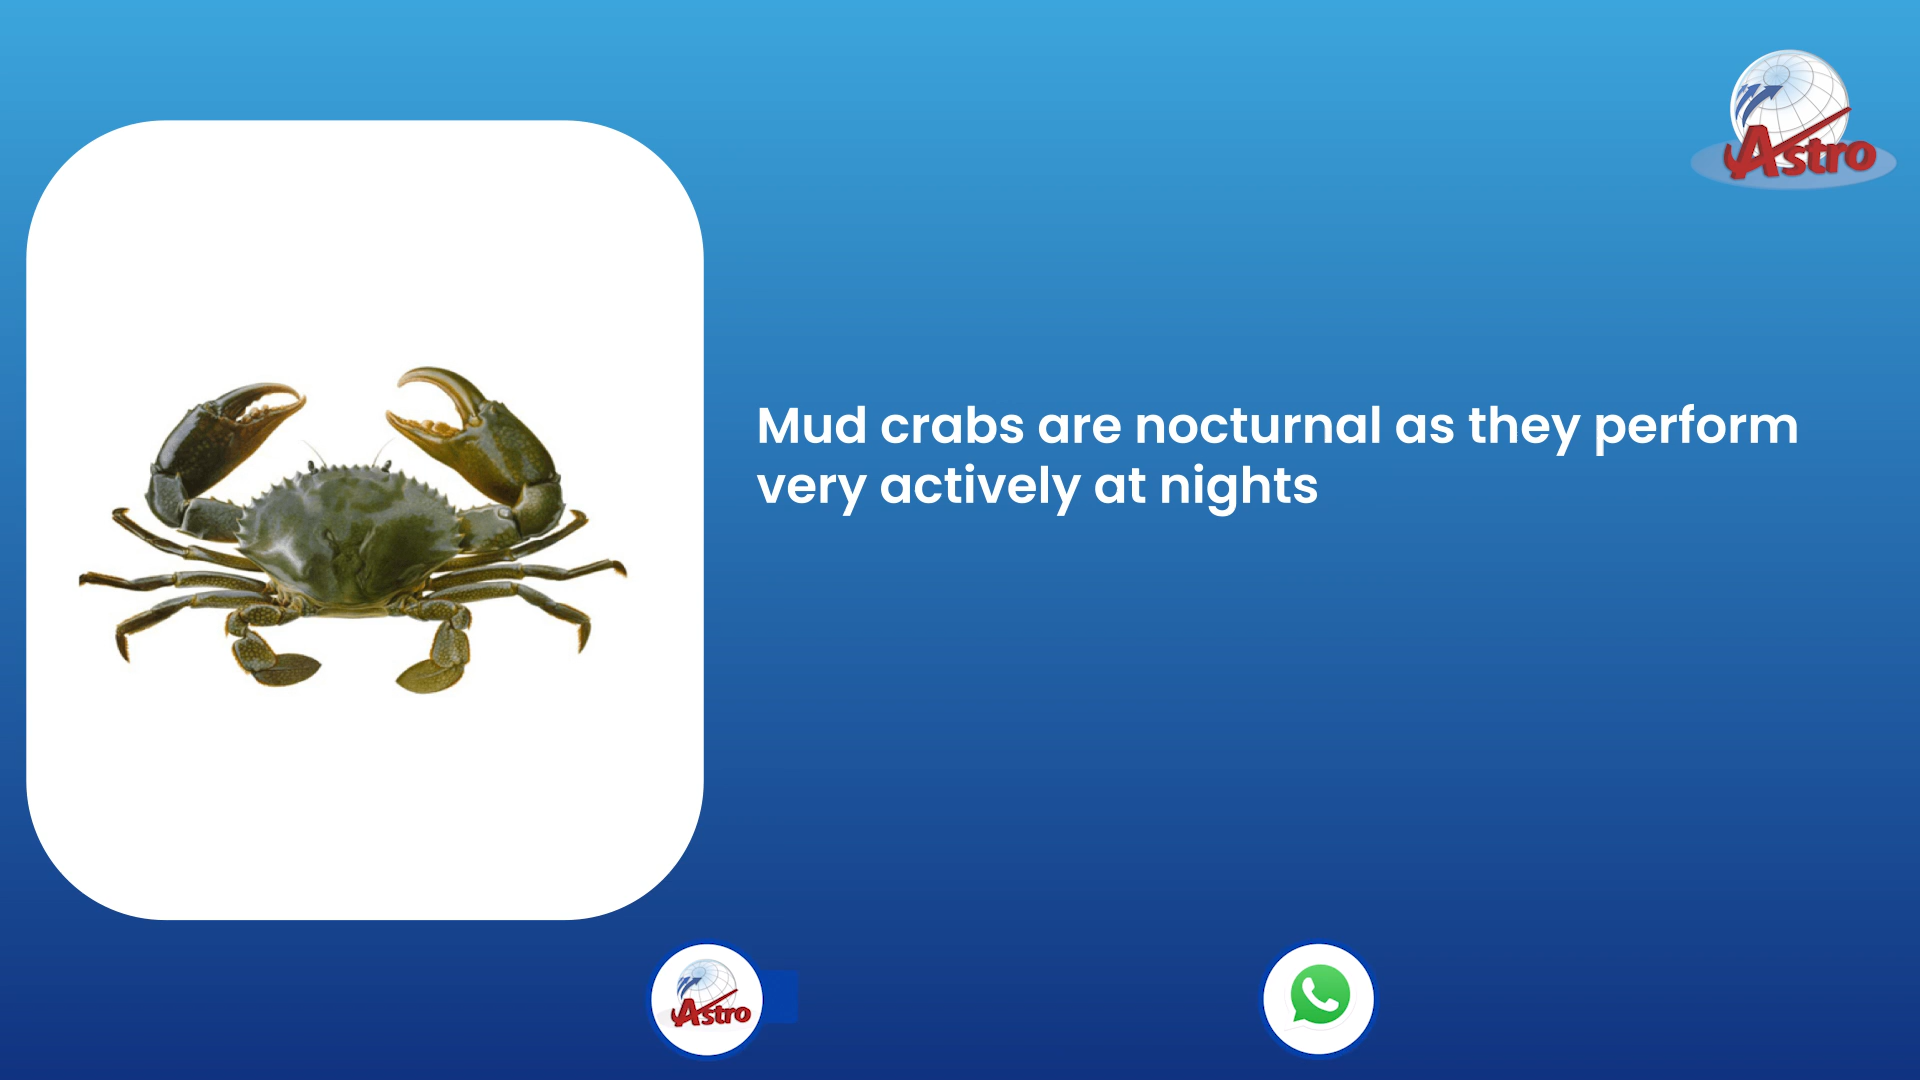 Astro
Mud crabs are nocturnal as they perform
very actively at nights
Astro